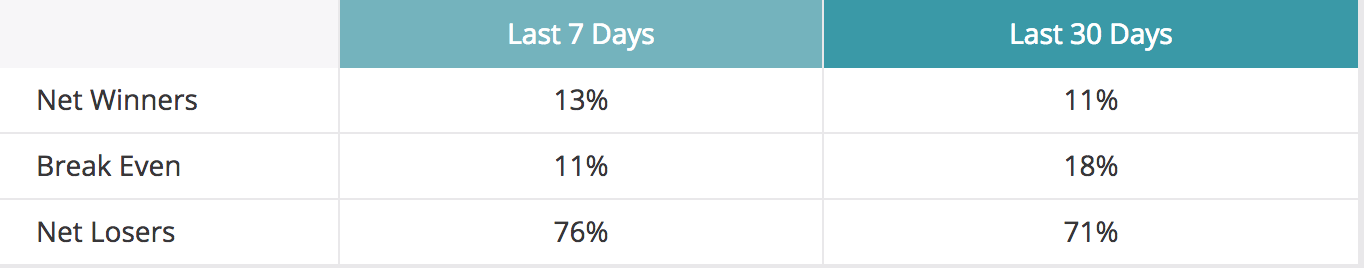 Last 7 Days Last 30 Days
Net Winners 13% 11%
Break Even 11% 18%
Net Losers 76% 71%